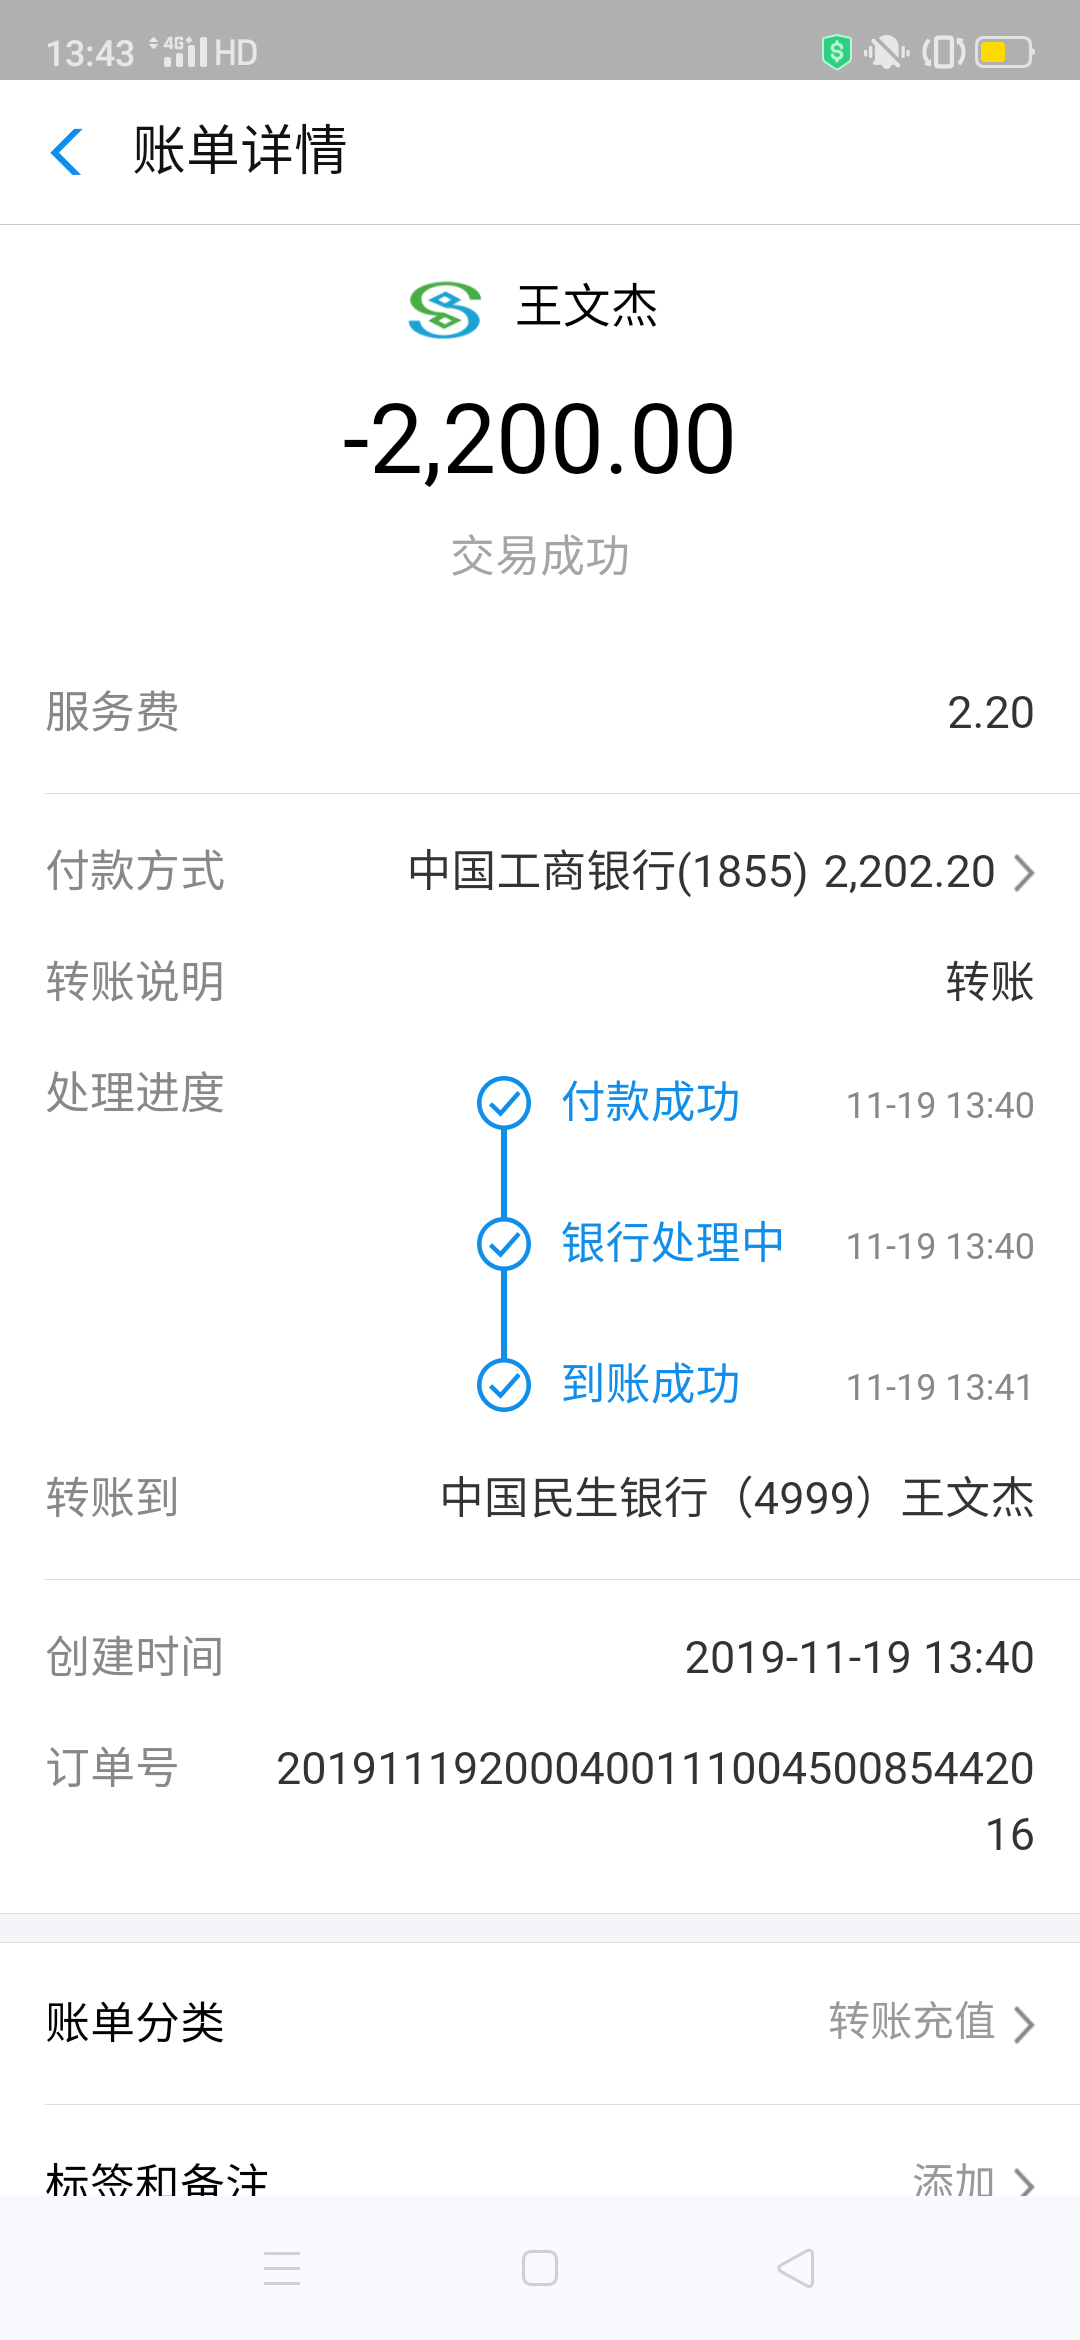 13:43 4G+ HD
账单详情
王文杰
-2,200.00
交易成功
服务费 2.20
付款方式 中国工商银行(1855) 2,202.20
转账说明 转账
处理进度 付款成功 11-19 13:40
银行处理中 11-19 13:40
到账成功 11-19 13:41
转账到 中国民生银行（4999）王文杰
创建时间 2019-11-19 13:40
订单号 201911192000400111004500854420
16
账单分类 转账充值
标签和备注 添加